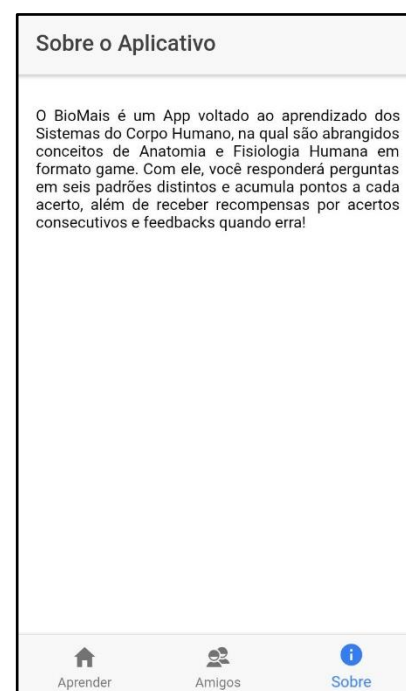 Sobre o Aplicativo
O BioMais é um App voltado ao aprendizado dos
Sistemas do Corpo Humano, na qual são abrangidos
conceitos de Anatomia e Fisiologia Humana em
formato game. Com ele, você responderá perguntas
em seis padrões distintos e acumula pontos a cada
acerto, além de receber recompensas por acertos
consecutivos e feedbacks quando erra!
Aprender Amigos Sobre